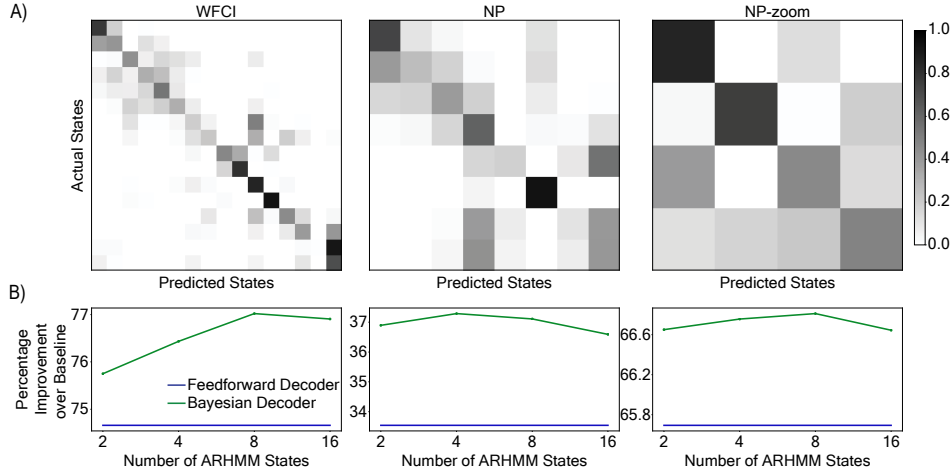 A)
WFCI
NP
NP-zoom
Actual States
1.0
0.8
0.6
0.4
0.2
0.0
Predicted States
Predicted States
Predicted States
B)
Percentage
Improvement
over Baseline
77
76
75
Feedforward Decoder
Bayesian Decoder
2
4
8
16
Number of ARHMM States
37
36
35
34
2
4
8
16
Number of ARHMM States
66.6
66.2
65.8
2
4
8
16
Number of ARHMM States